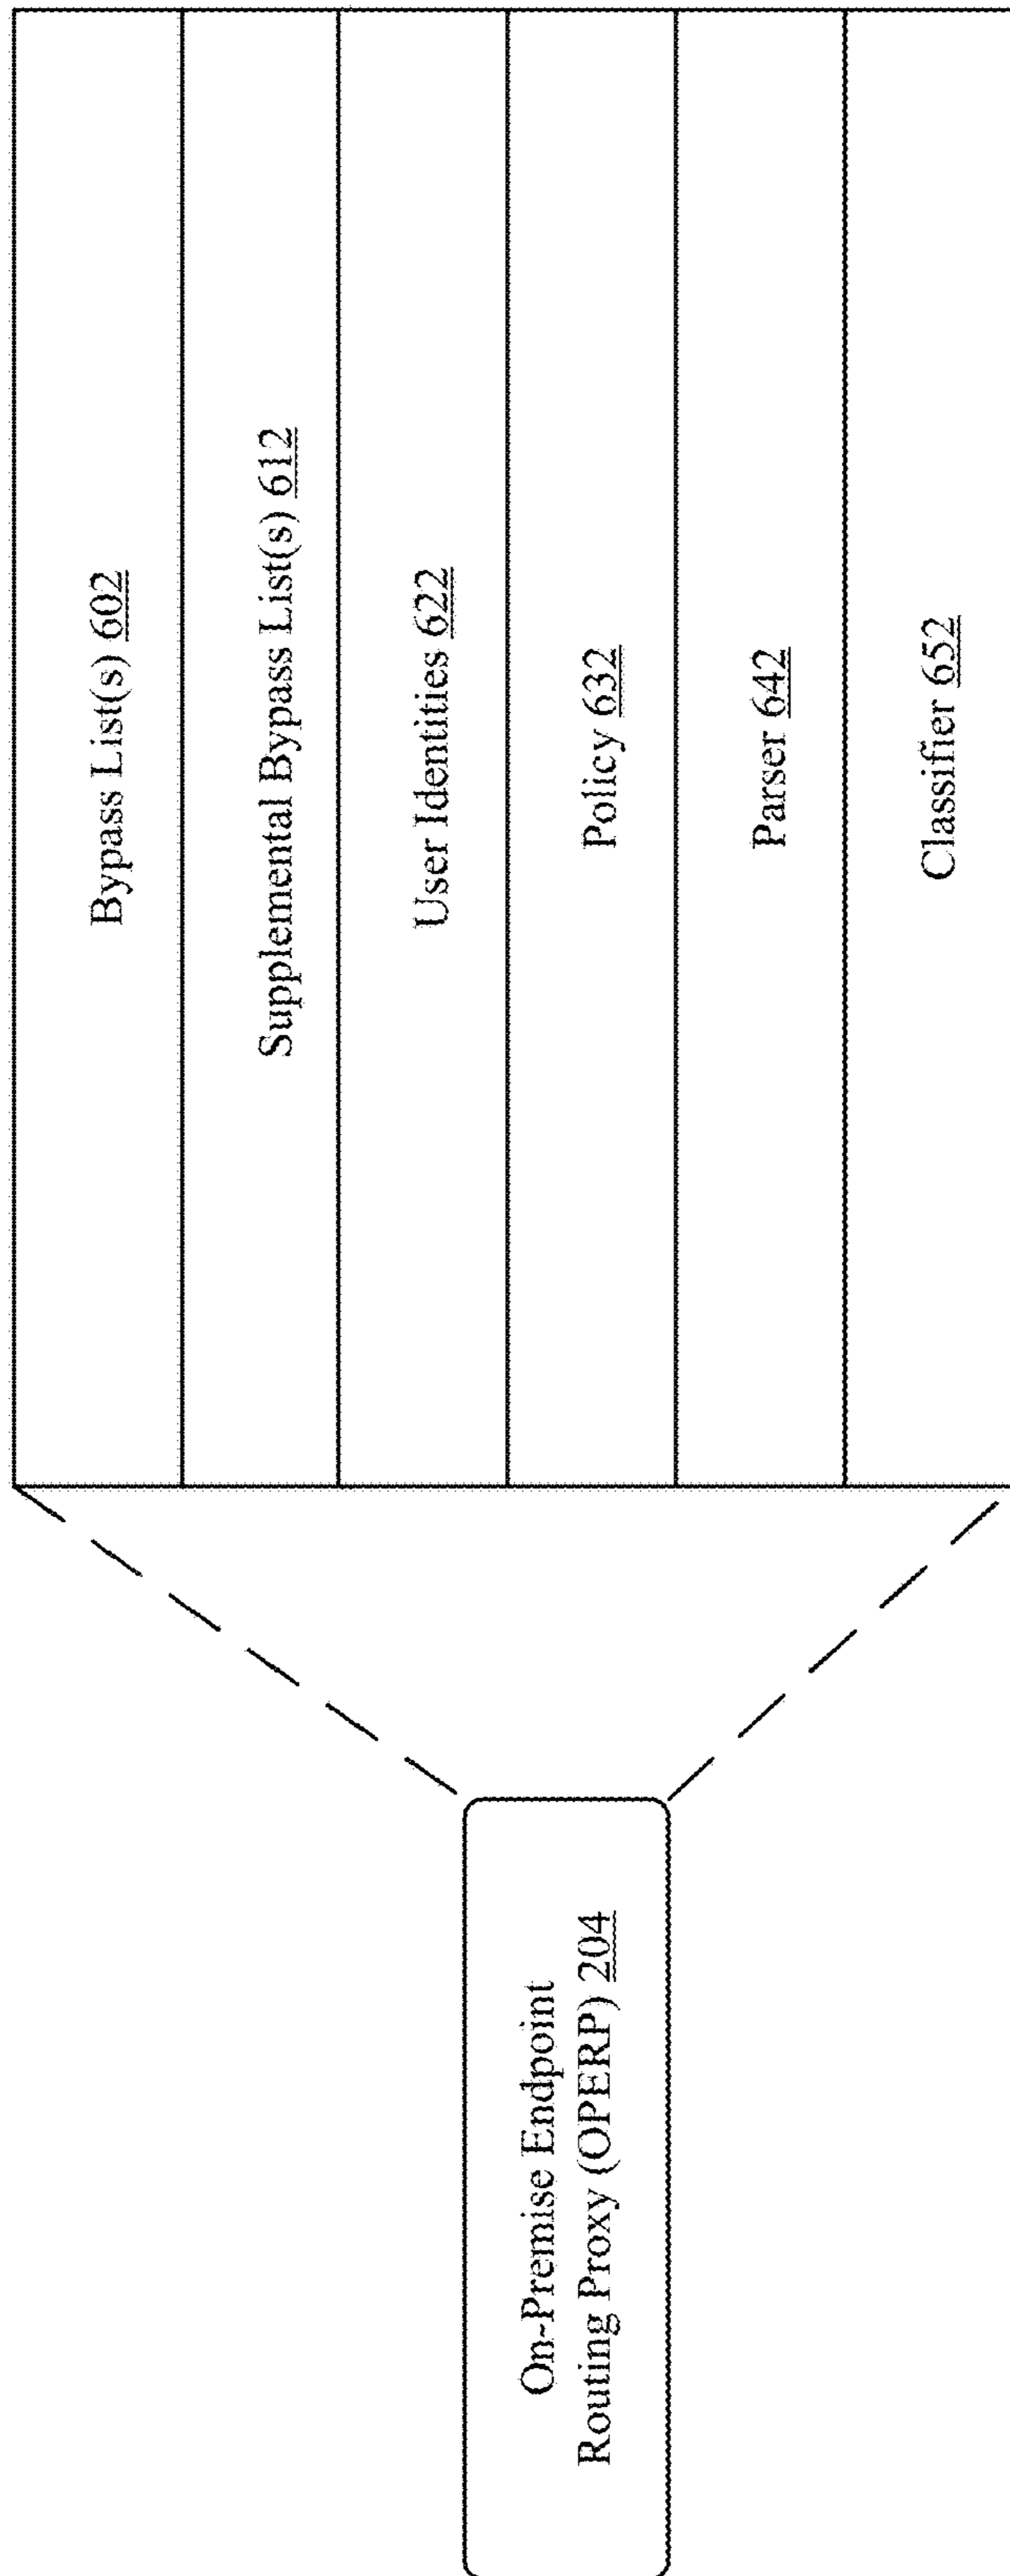 On-Premise Endpoint
Routing Proxy (OPERP) 204
Bypass List(s) 602
Supplemental Bypass List(s) 612
User Identities 622
Policy 632
Parser 642
Classifier 652